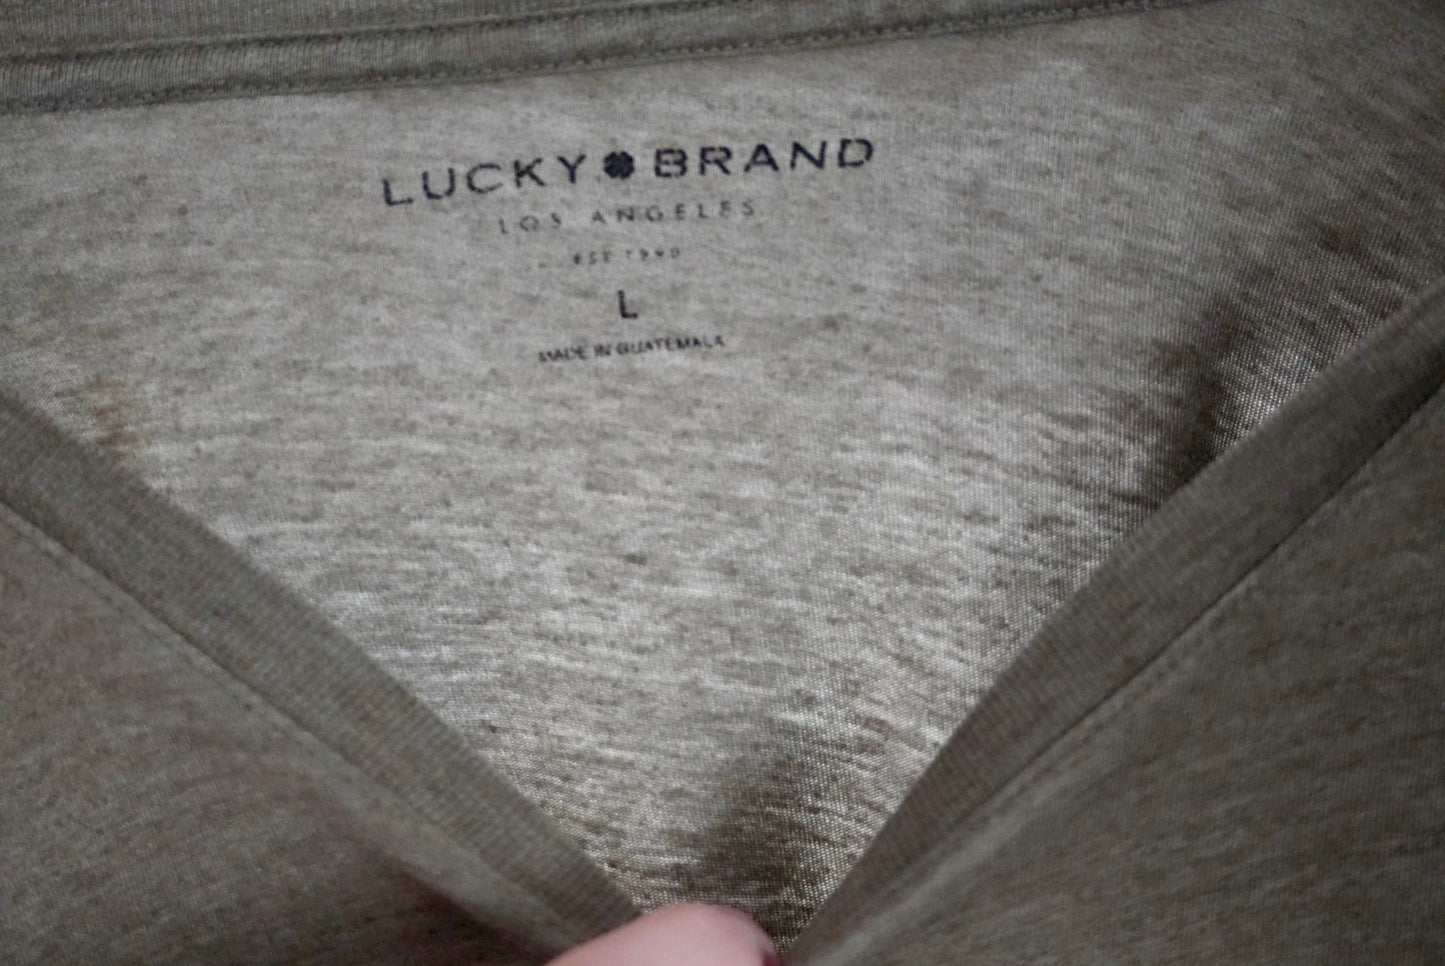 LUCKY BRAND
LOS ANGELES
EST 1990
L
MADE IN GUATEMALA